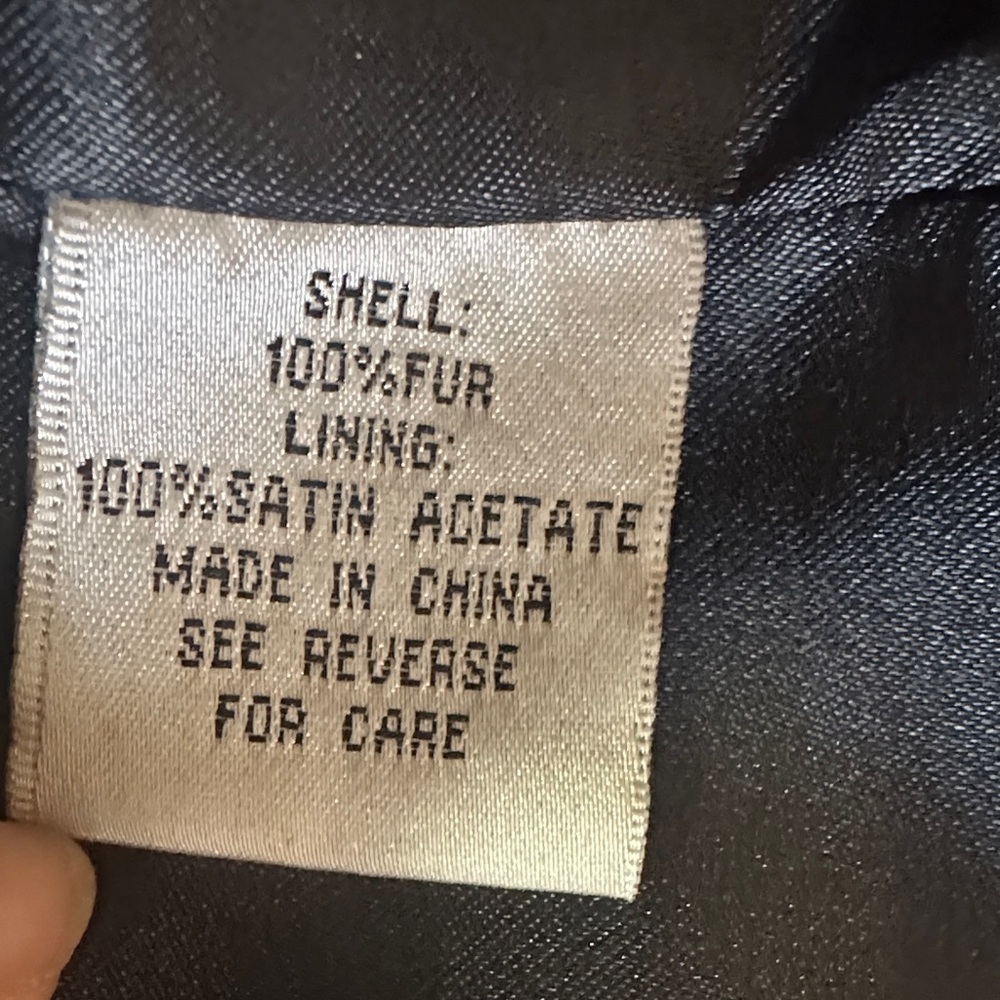 SHELL:
100%FUR
LINING:
100%SATIN ACETATE
MADE IN CHINA
SEE REVERSE
FOR CARE